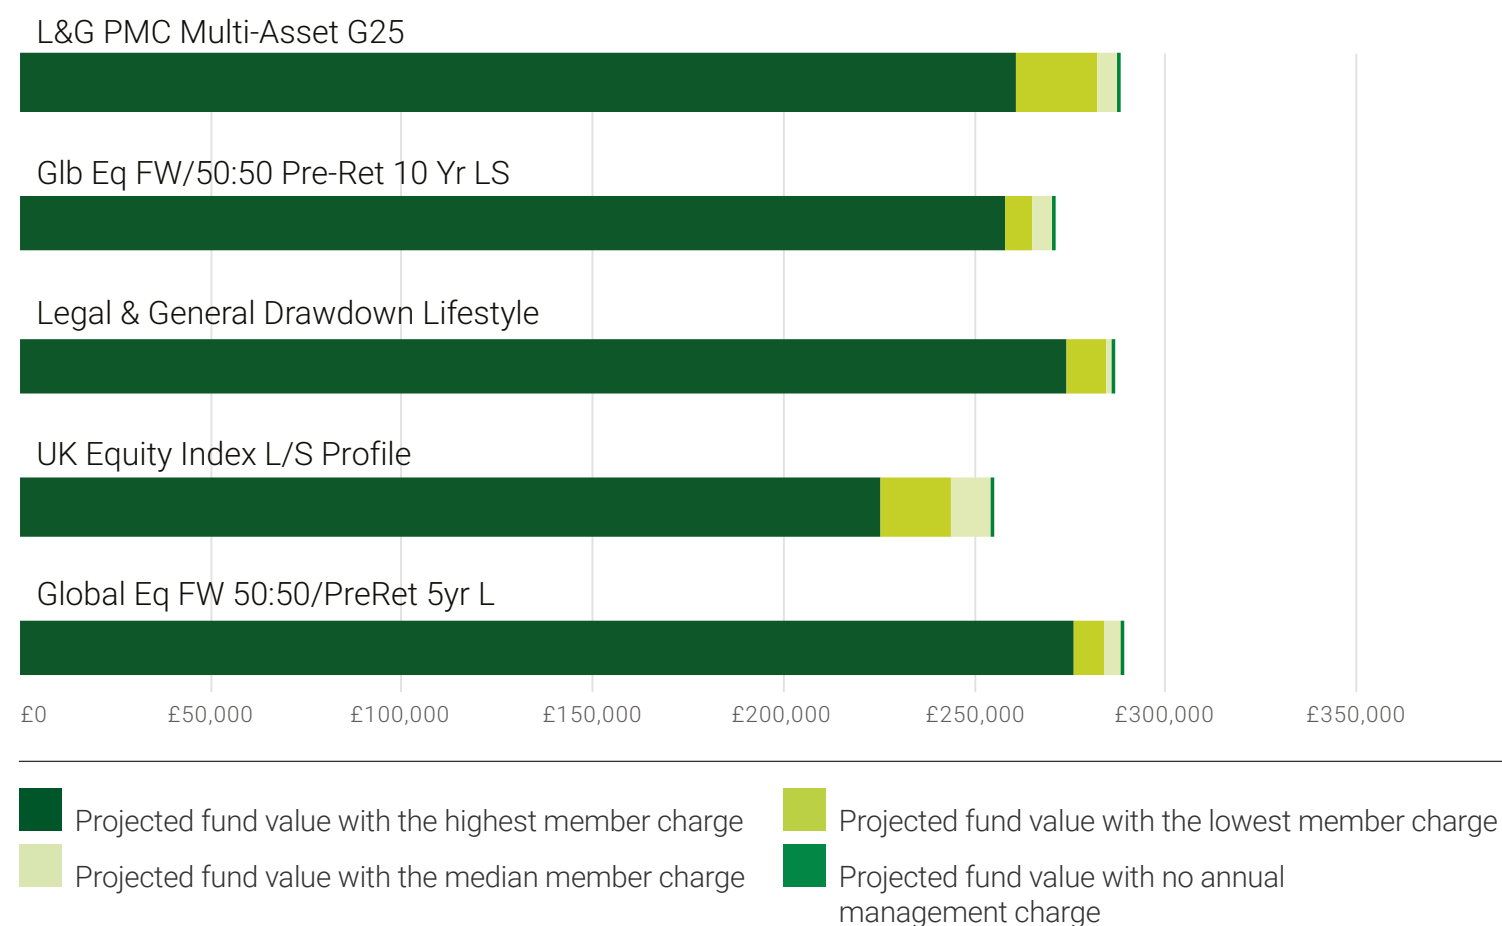 L&G PMC Multi-Asset G25
Glb Eq FW/50:50 Pre-Ret 10 Yr LS
Legal & General Drawdown Lifestyle
UK Equity Index L/S Profile
Global Eq FW 50:50/PreRet 5yr L
£0 £50,000 £100,000 £150,000 £200,000 £250,000 £300,000 £350,000
Projected fund value with the highest member charge
Projected fund value with the lowest member charge
Projected fund value with the median member charge
Projected fund value with no annual
management charge